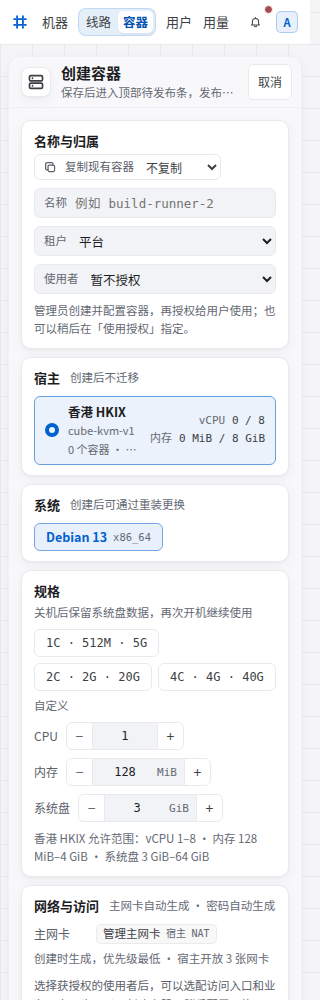 机器 线路 容器 用户 用量 A
创建容器
保存后进入顶部待发布条，发布… 取消
名称与归属
复制现有容器 不复制
名称 例如 build-runner-2
租户 平台
使用者 暂不授权
管理员创建并配置容器，再授权给用户使用；也
可以稍后在「使用授权」指定。
宿主 创建后不迁移
香港 HKIX
cube-kvm-v1
0 个容器 · …
vCPU 0 / 8
内存 0 MiB / 8 GiB
系统 创建后可通过重装更换
Debian 13 x86_64
规格
关机后保留系统盘数据，再次开机继续使用
1C · 512M · 5G
2C · 2G · 20G 4C · 4G · 40G
自定义
CPU − 1 +
内存 − 128 MiB +
系统盘 − 3 GiB +
香港 HKIX 允许范围：vCPU 1–8 · 内存 128
MiB–4 GiB · 系统盘 3 GiB–64 GiB
网络与访问 主网卡自动生成 · 密码自动生成
主网卡 管理主网卡 宿主 NAT
创建时生成，优先级最低 · 宿主开放 3 张网卡
选择获授权的使用者后，可以选配访问入口和业